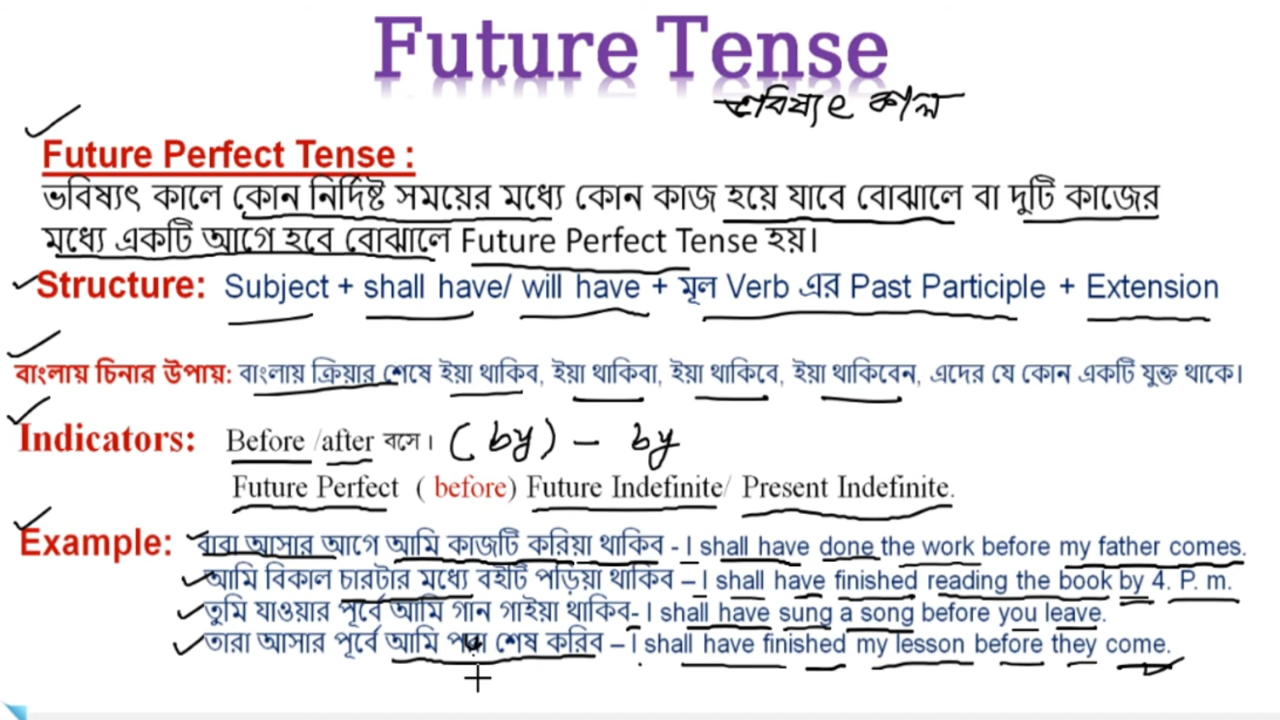 Future Tense
ভবিষ্যৎ কাল
Future Perfect Tense :
ভবিষ্যৎ কালে কোন নির্দিষ্ট সময়ের মধ্যে কোন কাজ হয়ে যাবে বোঝালে বা দুটি কাজের
মধ্যে একটি আগে হবে বোঝালে Future Perfect Tense হয়।
Structure: Subject + shall have/ will have + মূল Verb এর Past Participle + Extension
বাংলায় চিনার উপায়: বাংলায় ক্রিয়ার শেষে ইয়া থাকিব, ইয়া থাকিবা, ইয়া থাকিবে, ইয়া থাকিবেন, এদের যে কোন একটি যুক্ত থাকে।
Indicators: Before /after বসে। (by) - by
Future Perfect ( before) Future Indefinite/ Present Indefinite.
Example: বাবা আসার আগে আমি কাজটি করিয়া থাকিব - I shall have done the work before my father comes.
আমি বিকাল চারটার মধ্যে বইটি পড়িয়া থাকিব – I shall have finished reading the book by 4. P. m.
তুমি যাওয়ার পূর্বে আমি গান গাইয়া থাকিব- I shall have sung a song before you leave.
তারা আসার পূর্বে আমি শেষ করিব – I shall have finished my lesson before they come.